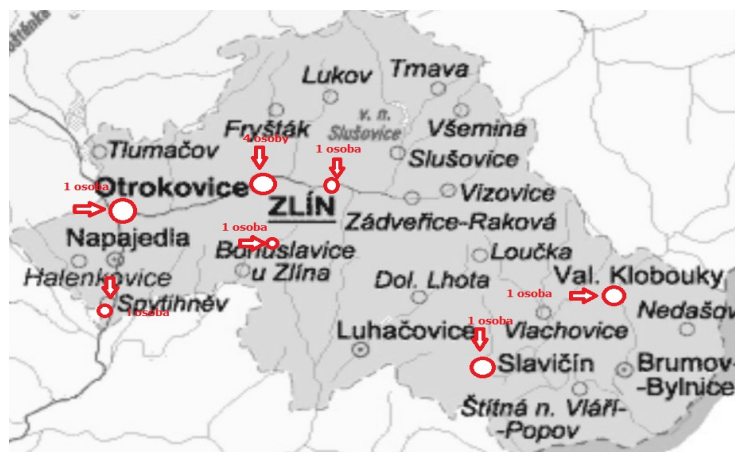 Lukov
Trnava
Fryšták
v. n.
Slušovice
Všemina
4 osoby
1 osoba
Tlumačov
Slušovice
1 osoba
Otrokovice
Vizovice
ZLÍN
Zádveřice-Raková
1 osoba
Napajedla
Bohuslavice
u Zlína
Loučka
Halenkovice
Dol. Lhota
Val. Klobouky
1 osoba
Spytihněv
1 osoba
Nedašov
1 osoba
Vlachovice
Luhačovice
Slavičín
Brumov-
-Bylnice
Štítná n. Vláří-
-Popov